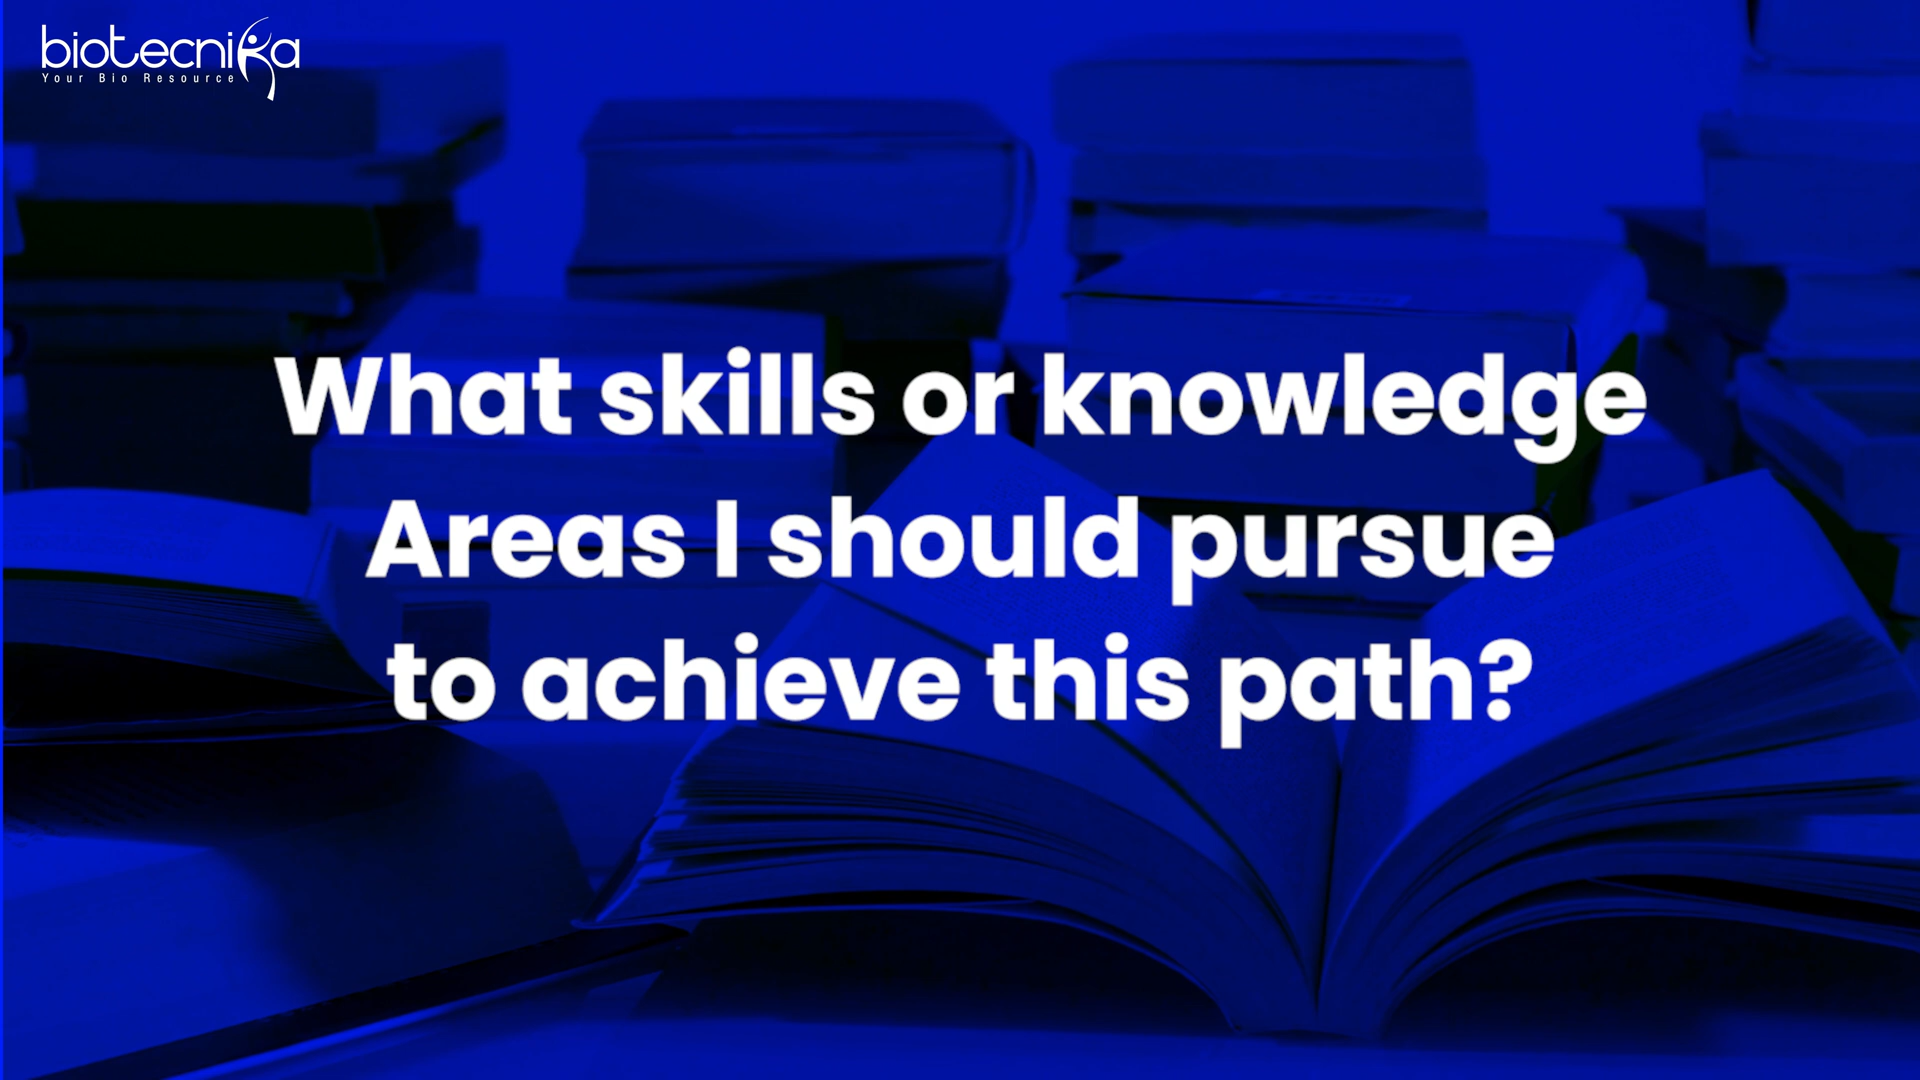 biotecnika
Your Bio Resource
What skills or knowledge
Areas I should pursue
to achieve this path?